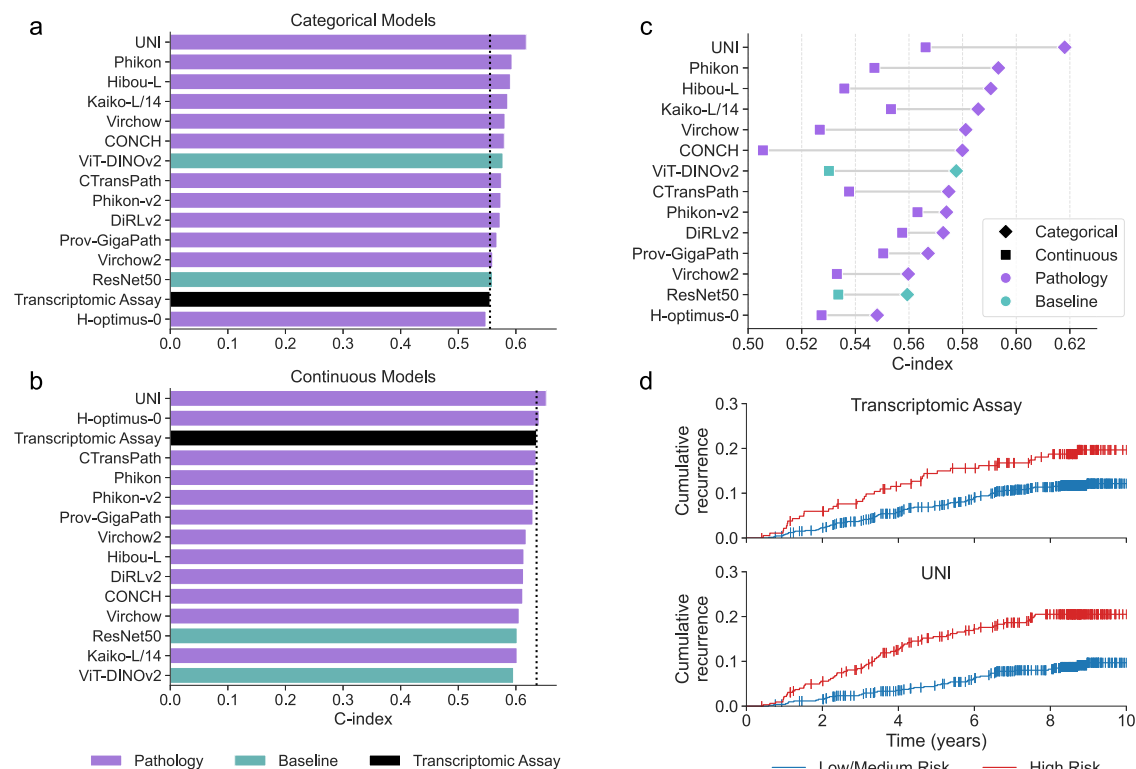 a
Categorical Models
UNI
Phikon
Hibou-L
Kaiko-L/14
Virchow
CONCH
ViT-DINOv2
CTransPath
Phikon-v2
DiRLv2
Prov-GigaPath
Virchow2
ResNet50
Transcriptomic Assay
H-optimus-0
0.0 0.1 0.2 0.3 0.4 0.5 0.6
b
Continuous Models
UNI
H-optimus-0
Transcriptomic Assay
CTransPath
Phikon
Phikon-v2
Prov-GigaPath
Virchow2
Hibou-L
DiRLv2
CONCH
Virchow
ResNet50
Kaiko-L/14
ViT-DINOv2
0.0 0.1 0.2 0.3 0.4 0.5 0.6
C-index
Pathology Baseline Transcriptomic Assay
c
UNI
Phikon
Hibou-L
Kaiko-L/14
Virchow
CONCH
ViT-DINOv2
CTransPath
Phikon-v2
DiRLv2
Prov-GigaPath
Virchow2
ResNet50
H-optimus-0
Categorical
Continuous
Pathology
Baseline
0.50 0.52 0.54 0.56 0.58 0.60 0.62
C-index
d
Transcriptomic Assay
Cumulative
recurrence
0.3
0.2
0.1
0.0
UNI
Cumulative
recurrence
0.3
0.2
0.1
0.0
0 2 4 6 8 10
Time (years)
Low/Medium Risk High Risk